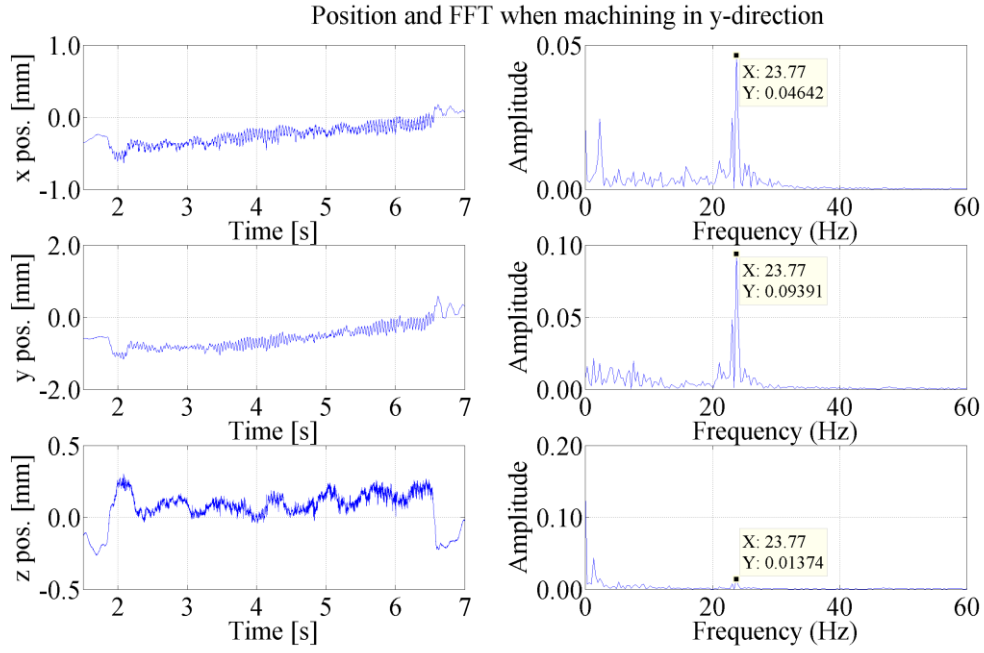 Position and FFT when machining in y-direction
x pos. [mm]
1.0
0.0
-1.0
2 3 4 5 6 7
Time [s]
Amplitude
0.05
0.00
0 20 40 60
Frequency (Hz)
X: 23.77
Y: 0.04642
y pos. [mm]
2.0
0.0
-2.0
2 3 4 5 6 7
Time [s]
Amplitude
0.10
0.05
0.00
0 20 40 60
Frequency (Hz)
X: 23.77
Y: 0.09391
z pos. [mm]
0.5
0.0
-0.5
2 3 4 5 6 7
Time [s]
Amplitude
0.20
0.10
0.00
0 20 40 60
Frequency (Hz)
X: 23.77
Y: 0.01374